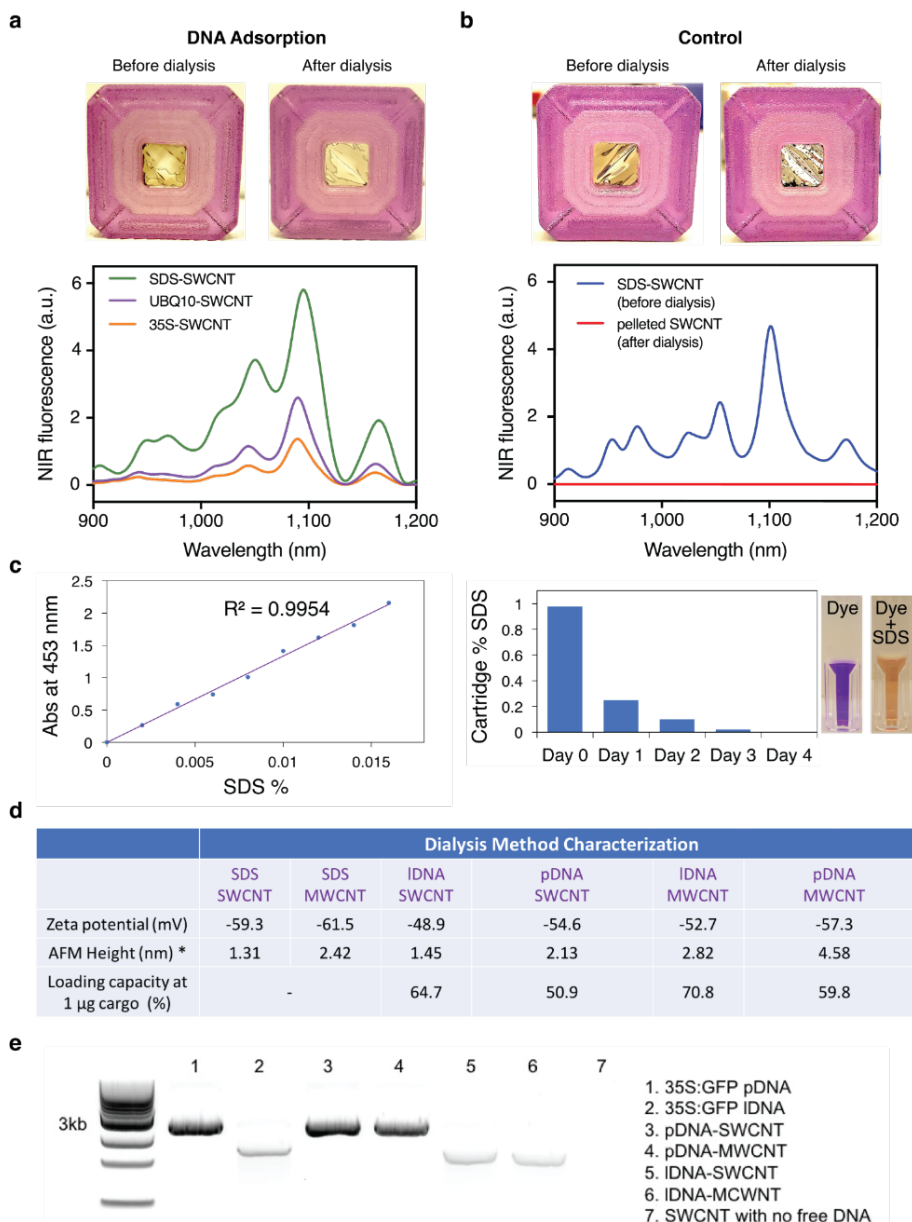 a
DNA Adsorption
Before dialysis
After dialysis
6
4
2
0
NIR fluorescence (a.u.)
SDS-SWCNT
UBQ10-SWCNT
35S-SWCNT
900
1,000
1,100
1,200
Wavelength (nm)
b
Control
Before dialysis
After dialysis
6
4
2
0
NIR fluorescence (a.u.)
SDS-SWCNT
(before dialysis)
pelleted SWCNT
(after dialysis)
900
1,000
1,100
1,200
Wavelength (nm)
c
2.5
2
1.5
1
0.5
0
Abs at 453 nnm
R² = 0.9954
0
0.005
0.01
0.015
SDS %
1
0.8
0.6
0.4
0.2
0
Cartridge % SDS
Day 0 Day 1 Day 2 Day 3 Day 4
Dye
Dye
+
SDS
d
Dialysis Method Characterization
SDS SWCNT
SDS MWCNT
lDNA SWCNT
pDNA SWCNT
lDNA MWCNT
pDNA MWCNT
Zeta potential (mV) -59.3 -61.5 -48.9 -54.6 -52.7 -57.3
AFM Height (nm) * 1.31 2.42 1.45 2.13 2.82 4.58
Loading capacity at
1 µg cargo (%) - 64.7 50.9 70.8 59.8
e
1 2 3 4 5 6 7
3kb
1. 35S:GFP pDNA
2. 35S:GFP lDNA
3. pDNA-SWCNT
4. pDNA-MWCNT
5. lDNA-SWCNT
6. lDNA-MCWNT
7. SWCNT with no free DNA